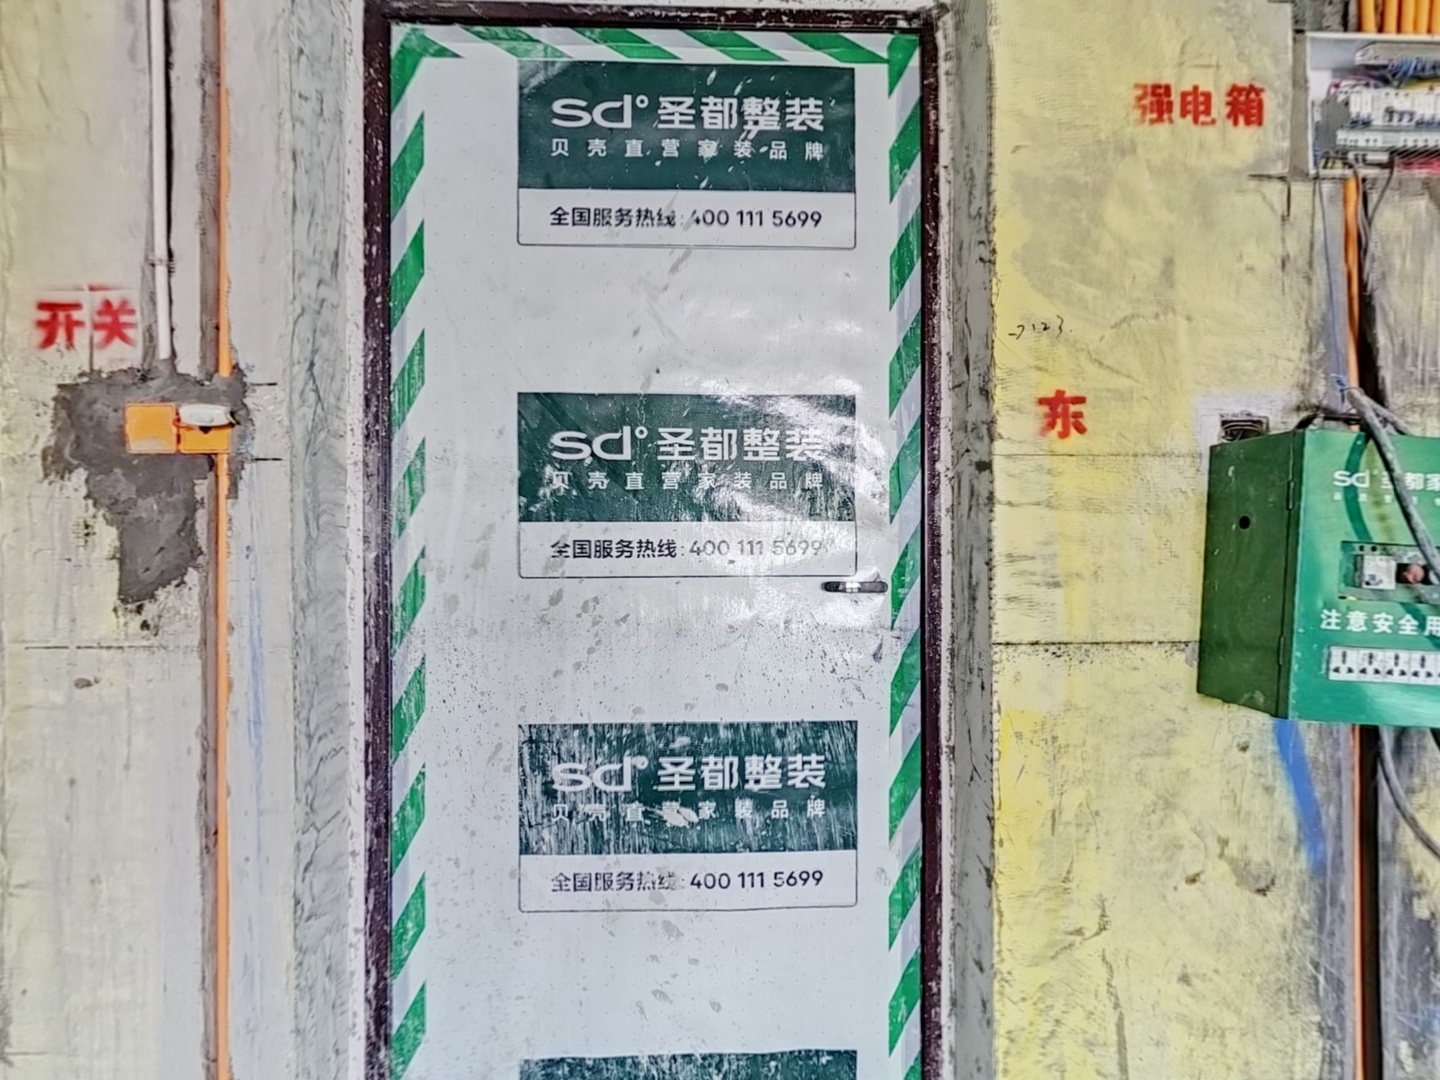 sd° 圣都整装
贝壳直营家装品牌
全国服务热线:400 111 5699
强电箱
开关
东
sd° 圣都整装
贝壳直营家装品牌
全国服务热线:400 111 5699
sd° 圣都家
注意安全用
sd° 圣都整装
贝壳直营家装品牌
全国服务热线:400 111 5699